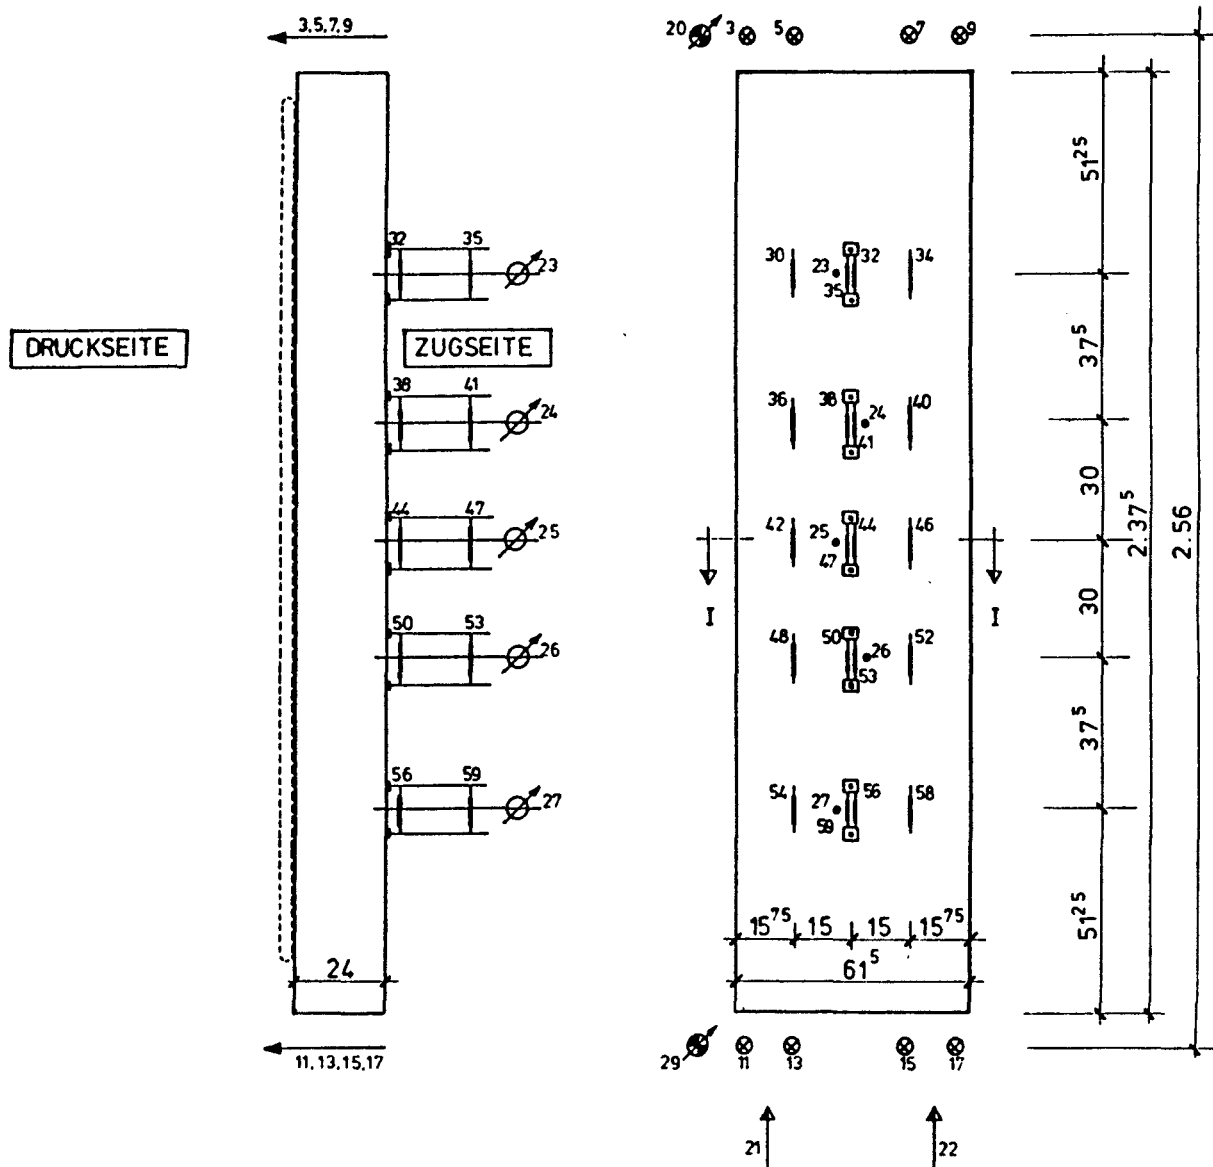 3,5,7,9
20 3 5 7 9
32 35
23
30 23 32 34
35
51²⁵
DRUCKSEITE
ZUGSEITE
37⁵
38 41
24
36 38 24 40
41
30
44 47
25
42 25 44 46
47
2.37⁵
2.56
I I
30
50 53
26
48 50 26 52
53
37⁵
56 59
27
54 27 56 58
59
51²⁵
15⁷⁵ 15 15 15⁷⁵
24
61⁵
11,13,15,17
29 11 13 15 17
21 22